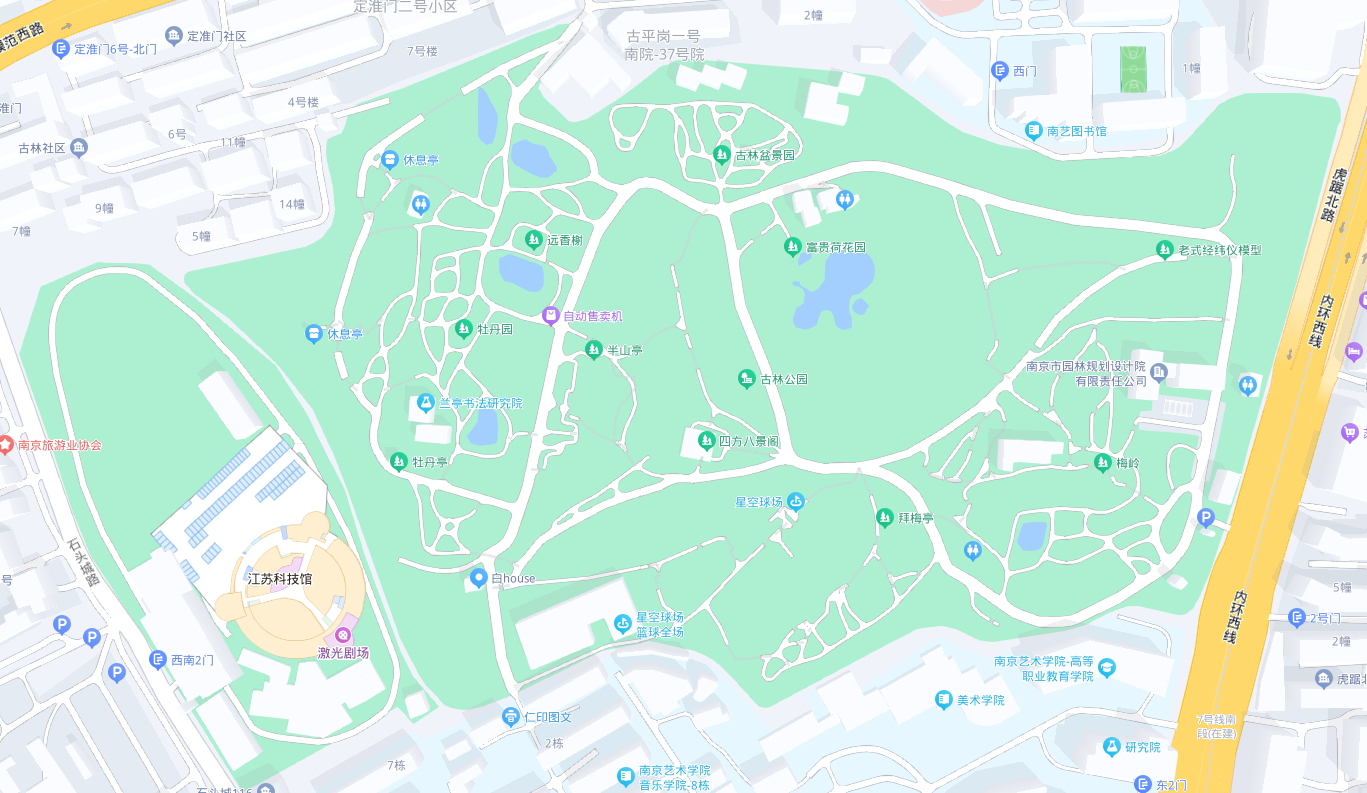 定淮门二号小区
模范西路
定淮门社区
定淮门6号-北门
7号楼
古平岗一号
南院-37号院
2幢
西门
1幢
南艺图书馆
4号楼
淮门
6号
11幢
古林社区
休息亭
古林盆景园
虎踞北路
14幢
9幢
7幢
5幢
远香榭
富贵荷花园
老式经纬仪模型
自动售卖机
内环西线
休息亭
牡丹园
半山亭
南京市园林规划设计院
有限责任公司
古林公园
兰亭书法研究院
四方八景阁
南京旅游业协会
牡丹亭
梅岭
星空球场
拜梅亭
P
石头城路
江苏科技馆
白house
号
5幢
内环西线
P
P
星空球场
篮球全场
2号门
2幢
激光剧场
西南2门
P
南京艺术学院-高等
职业教育学院
虎踞北
美术学院
仁印图文
7号线南
段(在建)
2栋
研究院
7栋
南京艺术学院
音乐学院-8栋
东2门
石头城116